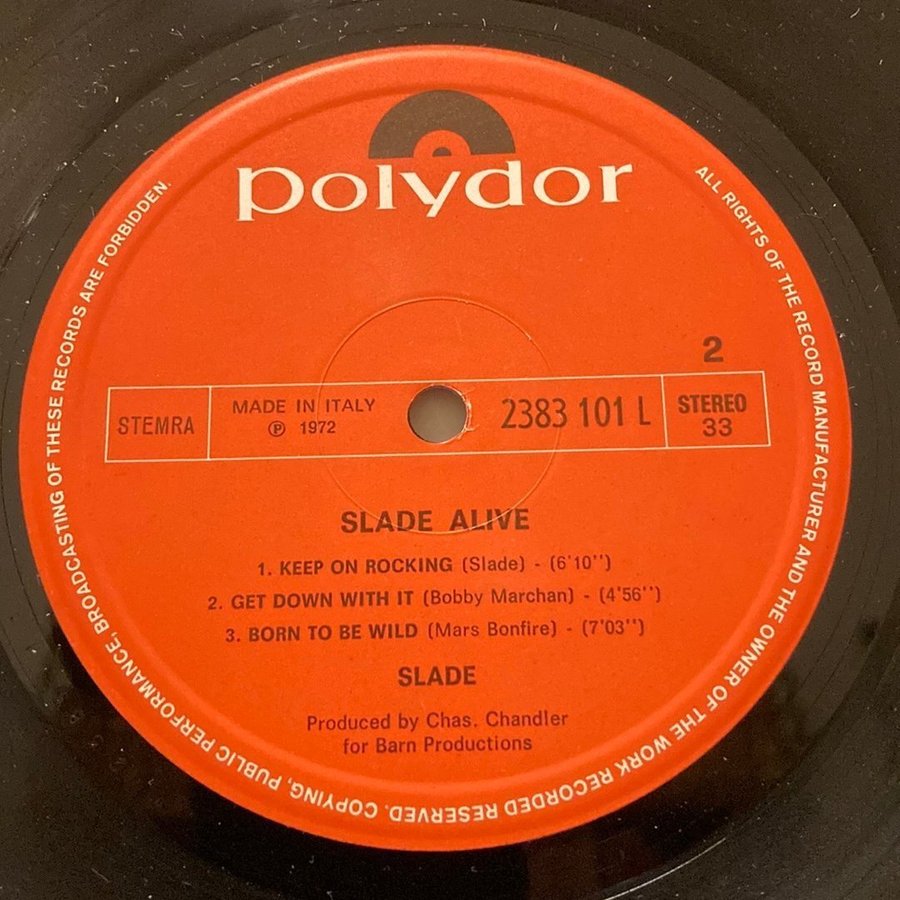 polydor
2
STEMRA
MADE IN ITALY
℗ 1972
2383 101 L
STEREO
33
SLADE ALIVE
1. KEEP ON ROCKING (Slade) - (6'10'')
2. GET DOWN WITH IT (Bobby Marchan) - (4'56'')
3. BORN TO BE WILD (Mars Bonfire) - (7'03'')
SLADE
Produced by Chas. Chandler
for Barn Productions
ALL RIGHTS OF THE RECORD MANUFACTURER AND THE OWNER OF THE WORK RECORDED RESERVED. COPYING, PUBLIC PERFORMANCE, BROADCASTING OF THESE RECORDS ARE FORBIDDEN.